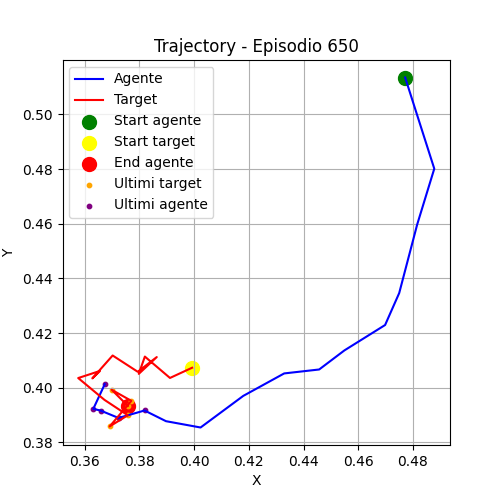 Trajectory - Episodio 650
Agente
Target
Start agente
Start target
End agente
Ultimi target
Ultimi agente
0.50
0.48
0.46
0.44
0.42
0.40
0.38
Y
0.36
0.38
0.40
0.42
0.44
0.46
0.48
X